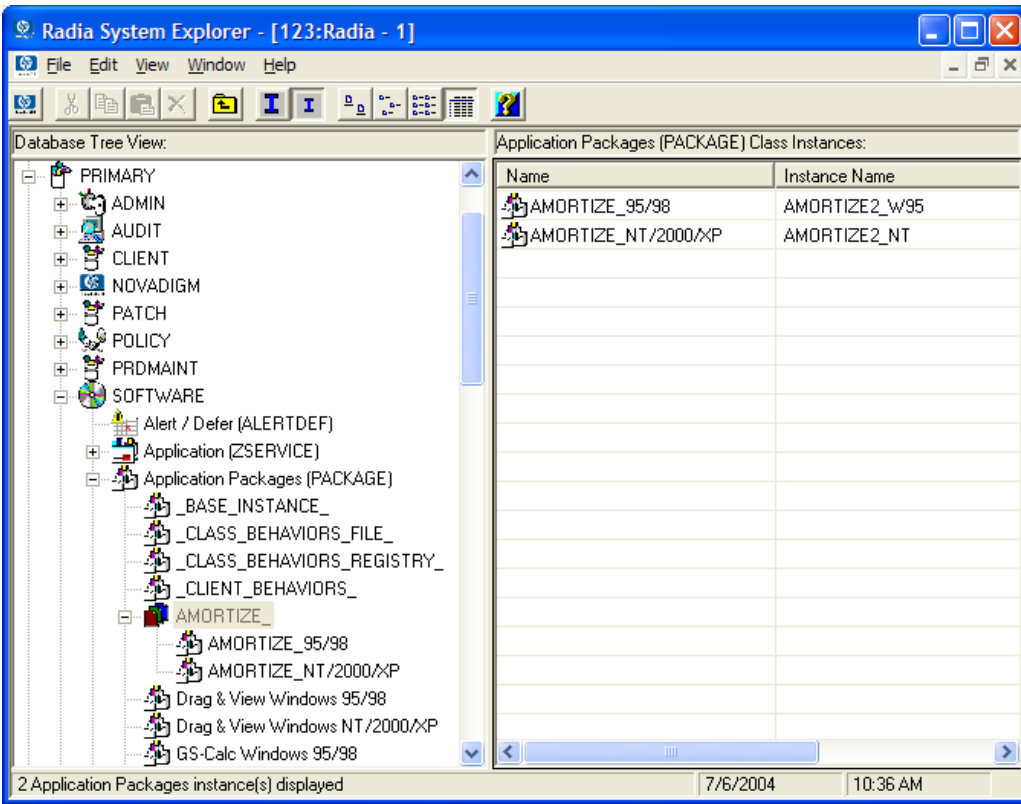 Radia System Explorer - [123:Radia - 1]
File Edit View Window Help
Database Tree View:
Application Packages (PACKAGE) Class Instances:
PRIMARY
ADMIN
AUDIT
CLIENT
NOVADIGM
PATCH
POLICY
PRDMAINT
SOFTWARE
Alert / Defer (ALERTDEF)
Application (ZSERVICE)
Application Packages (PACKAGE)
_BASE_INSTANCE_
_CLASS_BEHAVIORS_FILE_
_CLASS_BEHAVIORS_REGISTRY_
_CLIENT_BEHAVIORS_
AMORTIZE_
AMORTIZE_95/98
AMORTIZE_NT/2000/XP
Drag & View Windows 95/98
Drag & View Windows NT/2000/XP
GS-Calc Windows 95/98
Name Instance Name
AMORTIZE_95/98 AMORTIZE2_W95
AMORTIZE_NT/2000/XP AMORTIZE2_NT
2 Application Packages instance(s) displayed 7/6/2004 10:36 AM